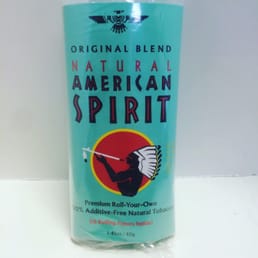 ORIGINAL BLEND
NATURAL
AMERICAN
SPIRIT
Premium Roll-Your-Own
100% Additive-Free Natural Tobacco